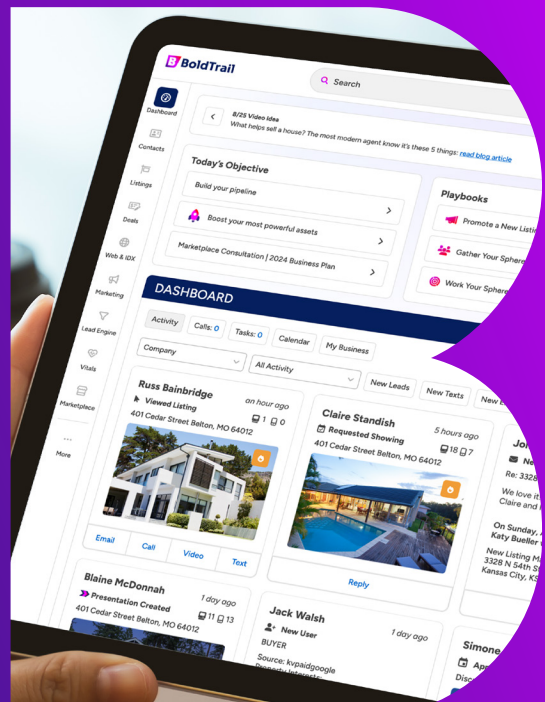 BoldTrail
Search
Dashboard
Contacts
Listings
Deals
Web & IDX
Marketing
Lead Engine
Vitals
Marketplace
More
8/25 Video Idea
What helps sell a house? The most modern agent know it's these 5 things: read blog article
Today's Objective
Build your pipeline
Boost your most powerful assets
Marketplace Consultation | 2024 Business Plan
Playbooks
Promote a New
Gather Your Sphere
Work Your Sphere
DASHBOARD
Activity
Calls: 0
Tasks: 0
Calendar
My Business
Company
All Activity
New Leads
New Texts
New
Russ Bainbridge
an hour ago
Viewed Listing
1 0
401 Cedar Street Belton, MO 64012
Email
Call
Video
Text
Claire Standish
5 hours ago
Requested Showing
18 7
401 Cedar Street Belton, MO 64012
Reply
Re: 3328
We love it
Claire and
On Sunday,
Katy Bueller
New Listing
3328 N 54th
Kansas City,
Blaine McDonnah
1 day ago
Presentation Created
11 13
401 Cedar Street Belton, MO 64012
Jack Walsh
1 day ago
New User
BUYER
Source: kvpaidgoogle
Property Interests:
Simone